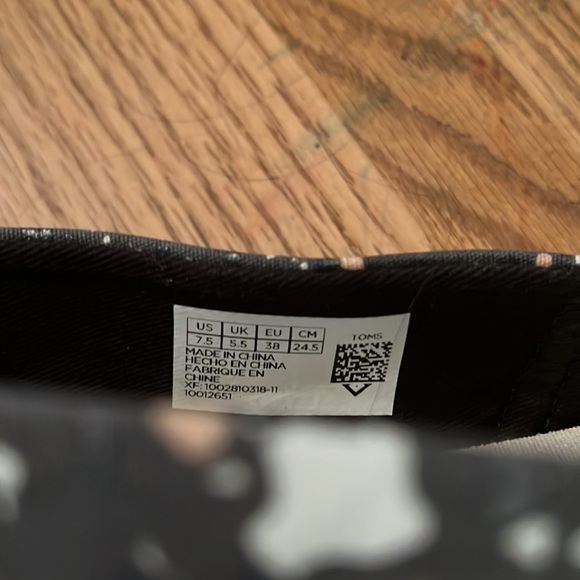 US UK EU CM
7.5 5.5 38 24.5
MADE IN CHINA
HECHO EN CHINA
FABRIQUE EN
CHINE
XF: 1002810318-11
10012651
TOMS